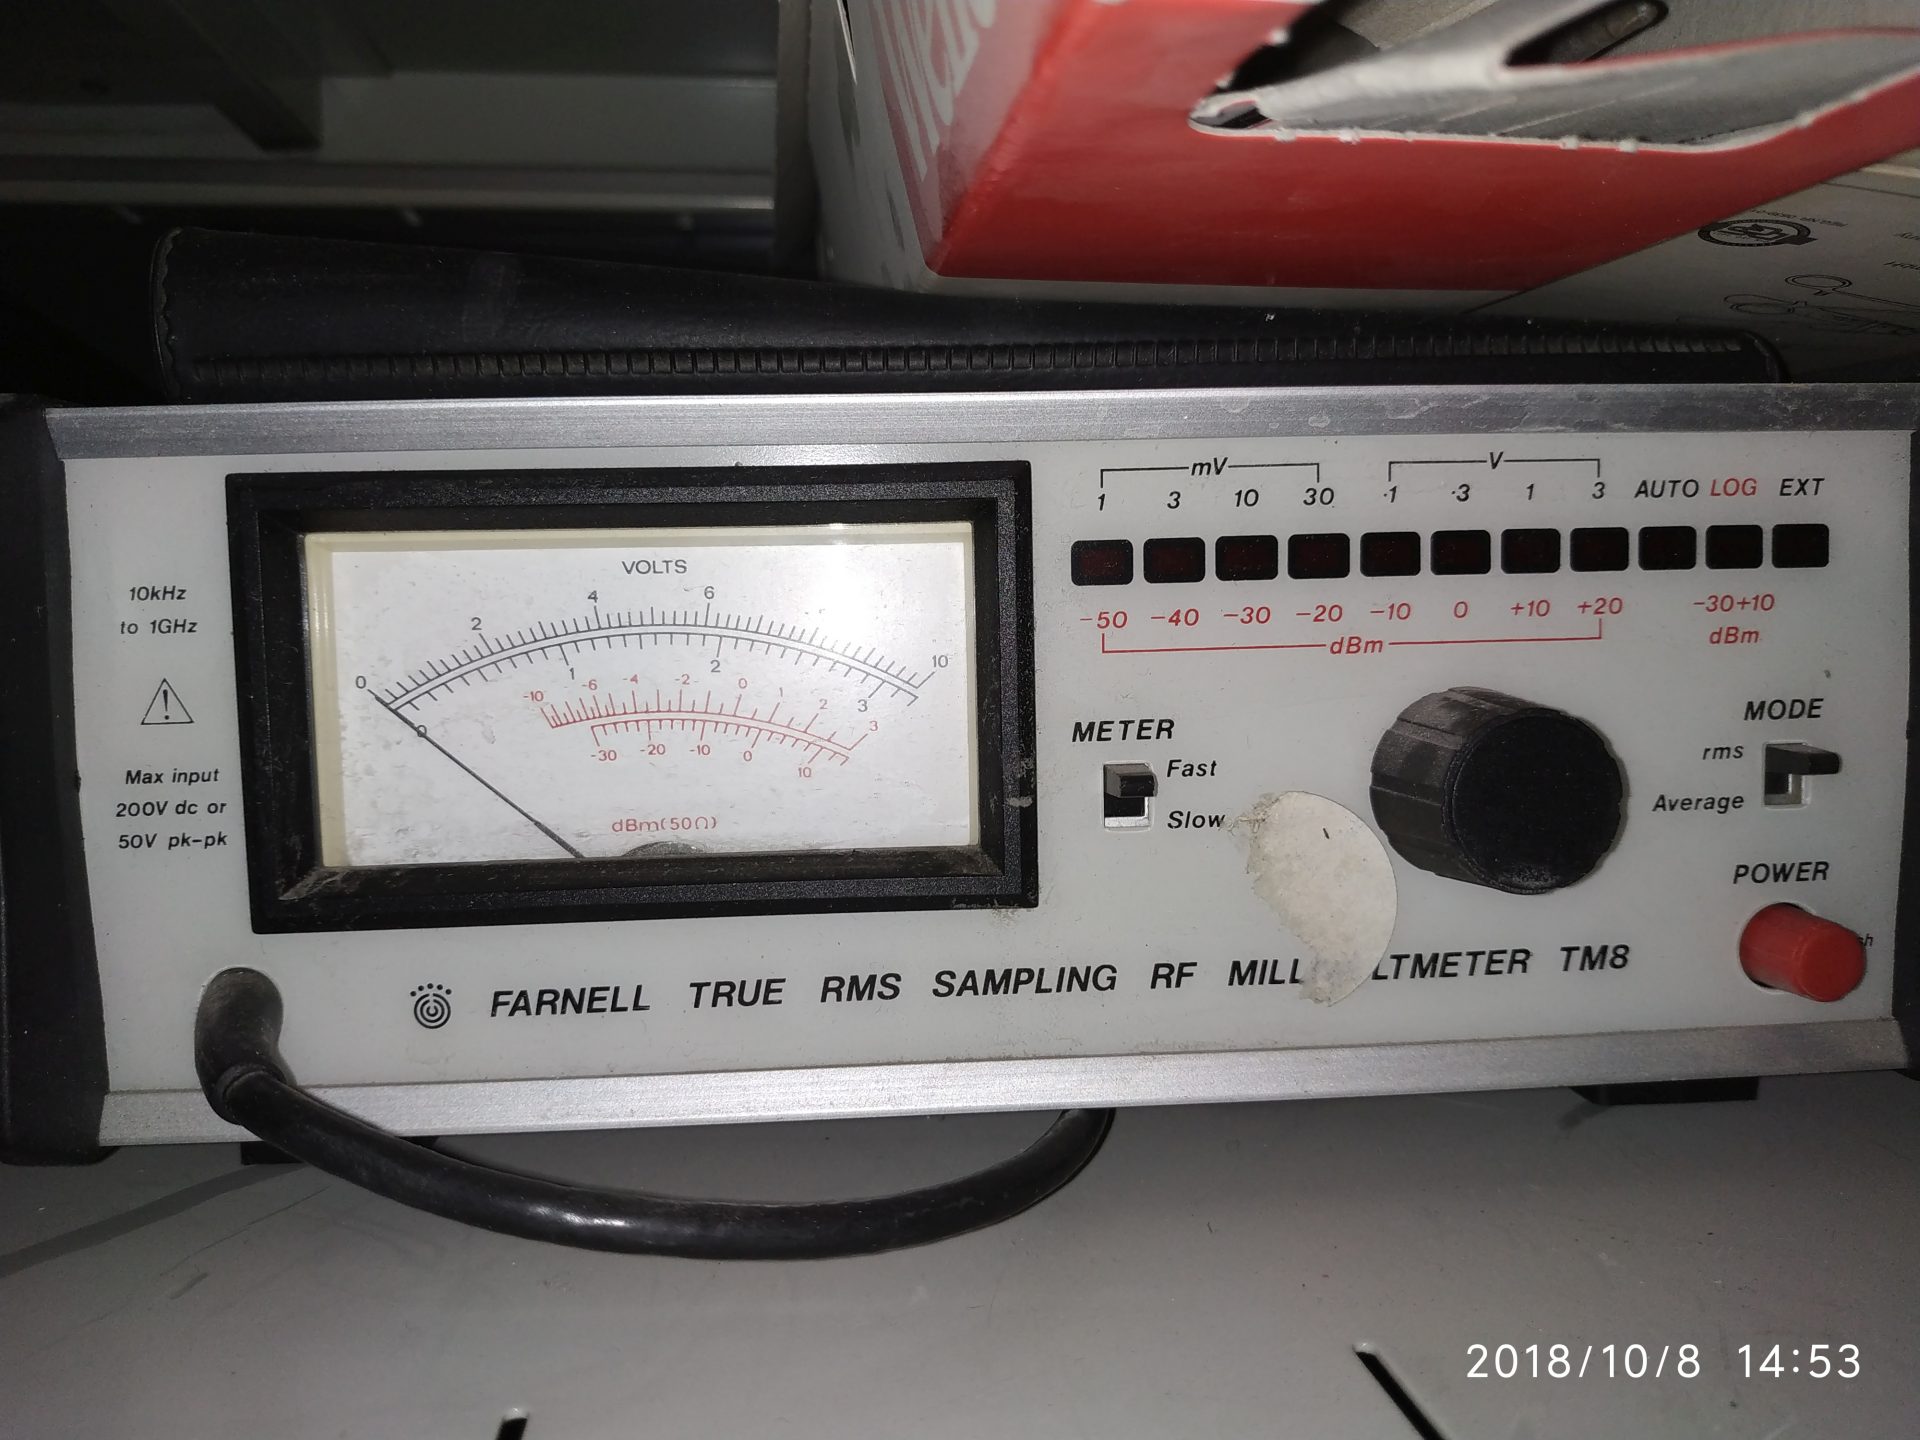 mV V
1 3 10 30 ·1 ·3 1 3 AUTO LOG EXT
-50 -40 -30 -20 -10 0 +10 +20 -30+10
dBm dBm
10kHz
to 1GHz
Max input
200V dc or
50V pk-pk
VOLTS
0 2 4 6 10
0 1 2 3
-10 -6 -4 -2 0 1 2 3
-30 -20 -10 0 10
dBm(50Ω)
METER
Fast
Slow
MODE
rms
Average
POWER
FARNELL TRUE RMS SAMPLING RF MILL LTMETER TM8
2018/10/8 14:53